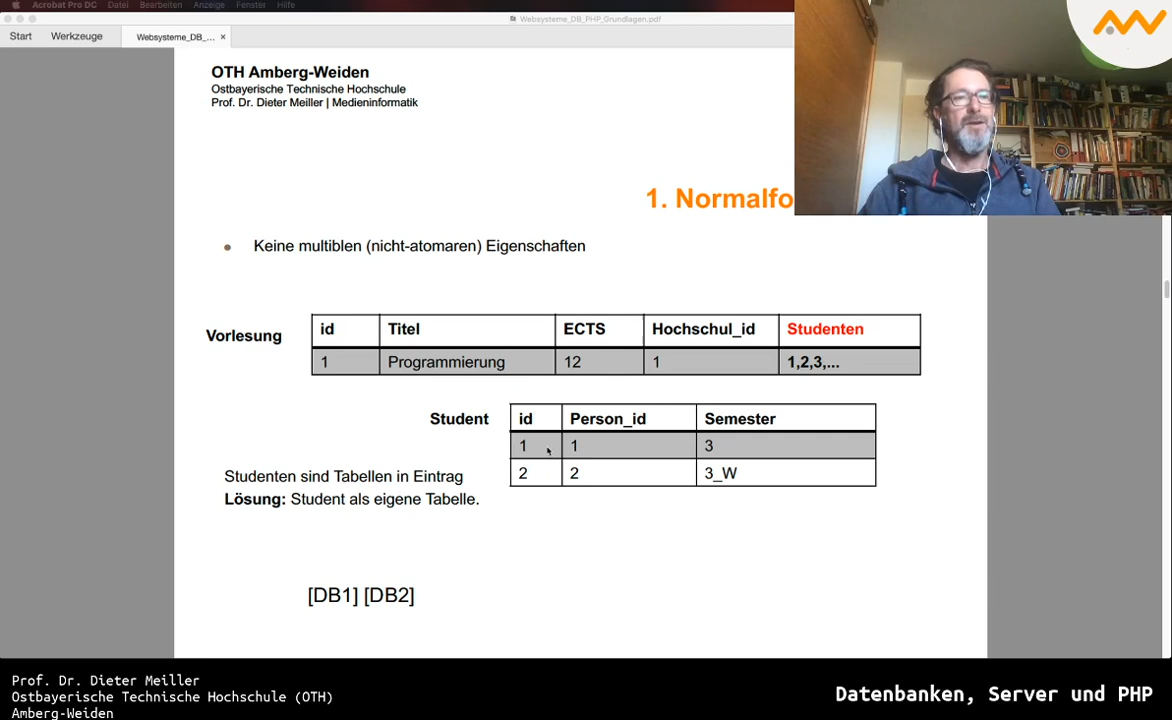 Acrobat Pro DC Datei Bearbeiten Anzeige Fenster Hilfe
Websysteme_DB_PHP_Grundlagen.pdf
Start Werkzeuge Websysteme_DB_... ×
OTH Amberg-Weiden
Ostbayerische Technische Hochschule
Prof. Dr. Dieter Meiller | Medieninformatik
1. Normalfo
Keine multiblen (nicht-atomaren) Eigenschaften
Vorlesung
id Titel ECTS Hochschul_id Studenten
1 Programmierung 12 1 1,2,3,...
Student
id Person_id Semester
1 1 3
2 2 3_W
Studenten sind Tabellen in Eintrag
Lösung: Student als eigene Tabelle.
[DB1] [DB2]
Prof. Dr. Dieter Meiller
Ostbayerische Technische Hochschule (OTH)
Amberg-Weiden
Datenbanken, Server und PHP